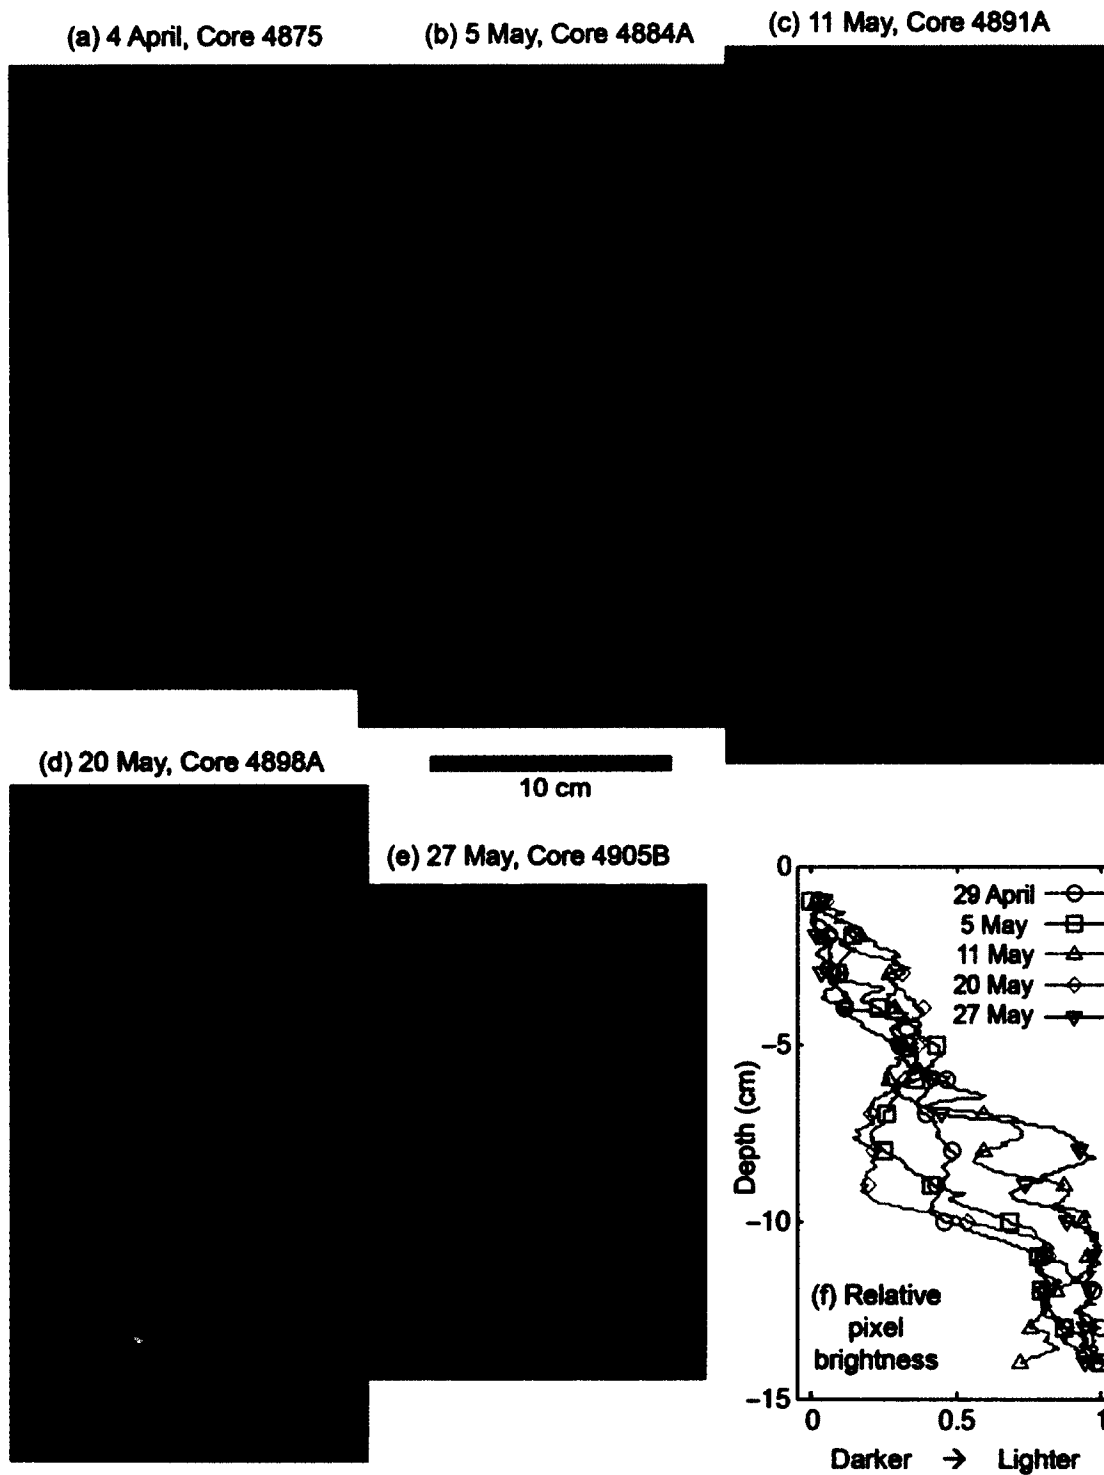 (a) 4 April, Core 4875
(b) 5 May, Core 4884A
(c) 11 May, Core 4891A
(d) 20 May, Core 4898A
10 cm
(e) 27 May, Core 4905B
0
29 April
5 May
11 May
20 May
27 May
−5
Depth (cm)
−10
(f) Relative
pixel
brightness
−15
0
0.5
1
Darker → Lighter